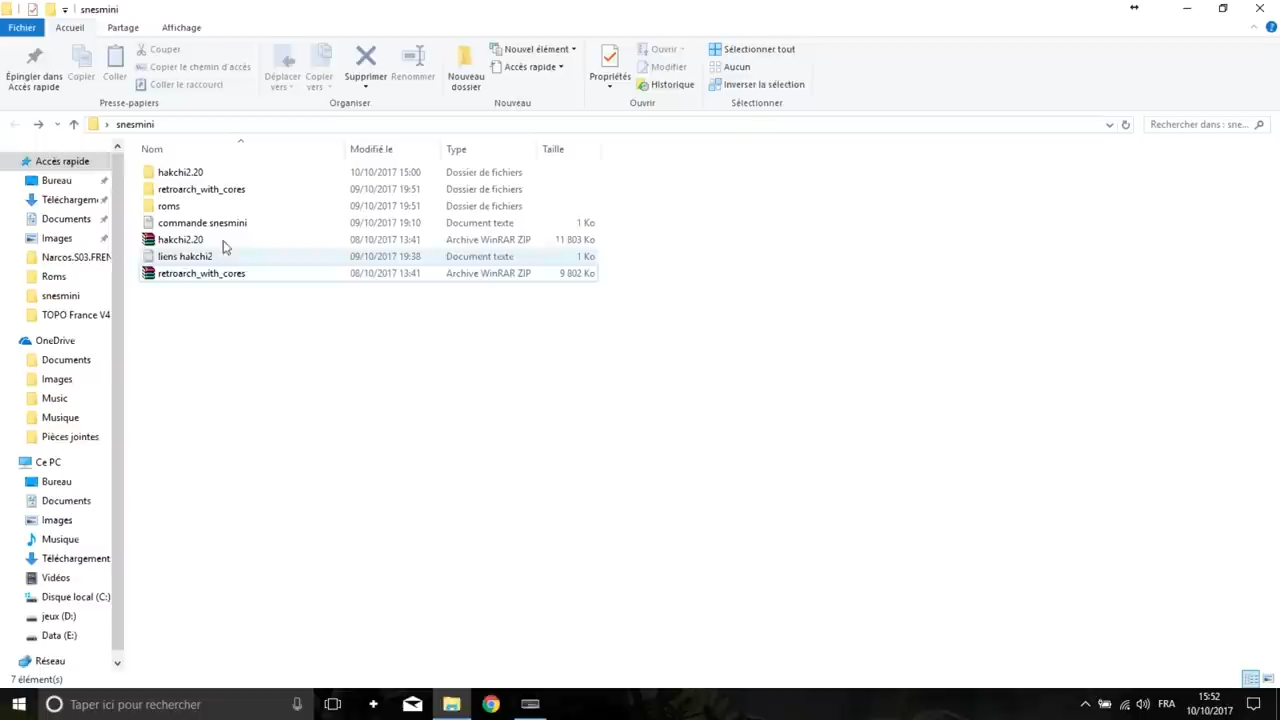 snesmini
Fichier Accueil Partage Affichage
Épingler dans Accès rapide
Copier
Coller
Couper
Copier le chemin d'accès
Coller le raccourci
Déplacer vers
Copier vers
Supprimer
Renommer
Nouveau dossier
Nouvel élément
Accès rapide
Propriétés
Ouvrir
Modifier
Historique
Sélectionner tout
Aucun
Inverser la sélection
Presse-papiers Organiser Nouveau Ouvrir Sélectionner
snesmini
Rechercher dans : sne...
Accès rapide
Bureau
Téléchargem
Documents
Images
Narcos.S03.FREN
Roms
snesmini
TOPO France V4
OneDrive
Documents
Images
Music
Musique
Pièces jointes
Ce PC
Bureau
Documents
Images
Musique
Téléchargement
Vidéos
Disque local (C:)
jeux (D:)
Data (E:)
Réseau
Nom Modifié le Type Taille
hakchi2.20 10/10/2017 15:00 Dossier de fichiers
retroarch_with_cores 09/10/2017 19:51 Dossier de fichiers
roms 09/10/2017 19:51 Dossier de fichiers
commande snesmini 09/10/2017 19:10 Document texte 1 Ko
hakchi2.20 08/10/2017 13:41 Archive WinRAR ZIP 11 803 Ko
liens hakchi2 09/10/2017 19:38 Document texte 1 Ko
retroarch_with_cores 08/10/2017 13:41 Archive WinRAR ZIP 9 802 Ko
7 élément(s)
Taper ici pour rechercher
FRA
15:52
10/10/2017